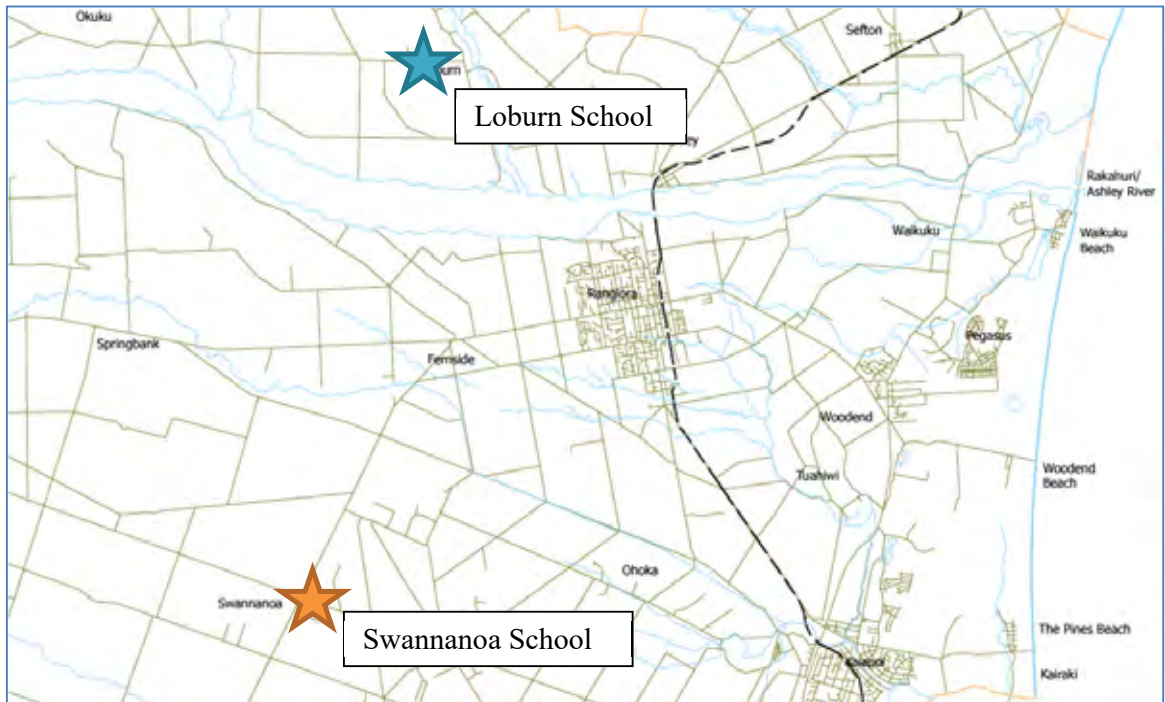 Okuku
Sefton
Loburn School
Rakahuri/
Ashley River
Waikuku
Waikuku
Beach
Rangiora
Springbank
Fernside
Pegasus
Woodend
Woodend
Beach
Tuahiwi
Ohoka
Swannanoa
Swannanoa School
The Pines Beach
Kairaki